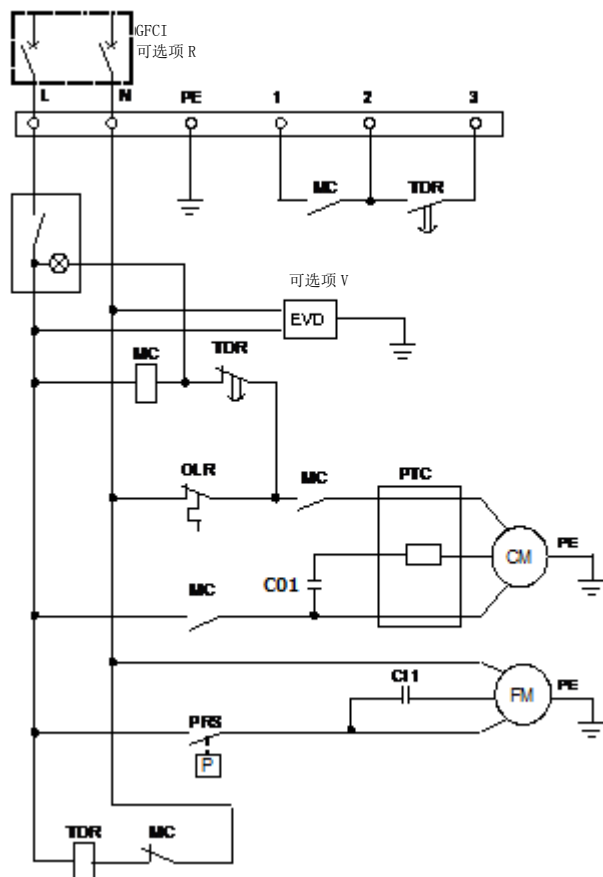 GFCI
可选项 R
L N PE 1 2 3
MC TDR
可选项 V
EVD
MC TDR
OLR MC PTC
CM PE
C01
MC
CI1
FM PE
PRS
P
TDR MC